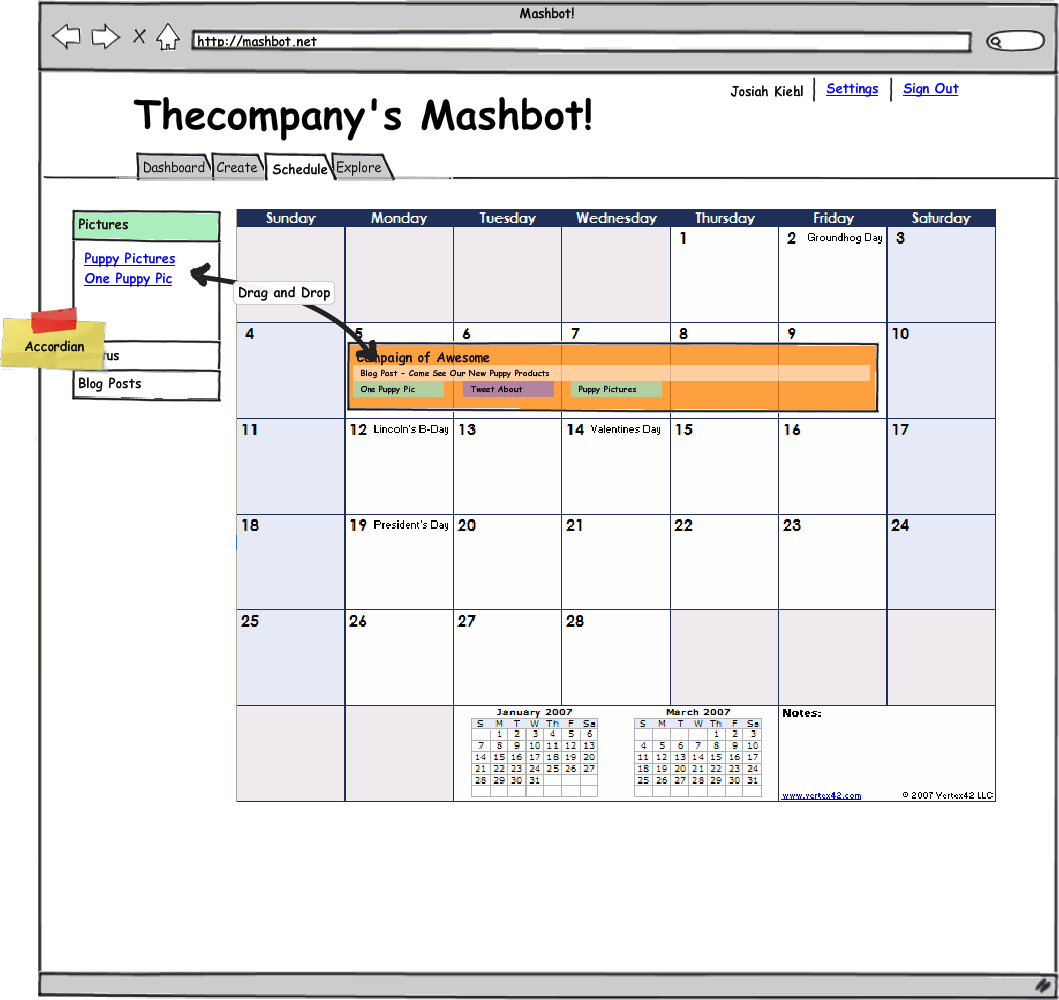 Mashbot!
http://mashbot.net
Josiah Kiehl
Settings
Sign Out
Thecompany's Mashbot!
Dashboard
Create
Schedule
Explore
Pictures
Puppy Pictures
One Puppy Pic
Accordian
tus
Blog Posts
Drag and Drop
Sunday Monday Tuesday Wednesday Thursday Friday Saturday
1 2 Groundhog Day 3
4 5 6 7 8 9 10
Campaign of Awesome
Blog Post - Come See Our New Puppy Products
One Puppy Pic
Tweet About
Puppy Pictures
11 12 Lincoln's B-Day 13 14 Valentines Day 15 16 17
18 19 President's Day 20 21 22 23 24
25 26 27 28
January 2007
S M T W Th F Sa
1 2 3 4 5 6
7 8 9 10 11 12 13
14 15 16 17 18 19 20
21 22 23 24 25 26 27
28 29 30 31
March 2007
S M T W Th F Sa
1 2 3
4 5 6 7 8 9 10
11 12 13 14 15 16 17
18 19 20 21 22 23 24
25 26 27 28 29 30 31
Notes:
www.vertex42.com
© 2007 Vertex42 LLC